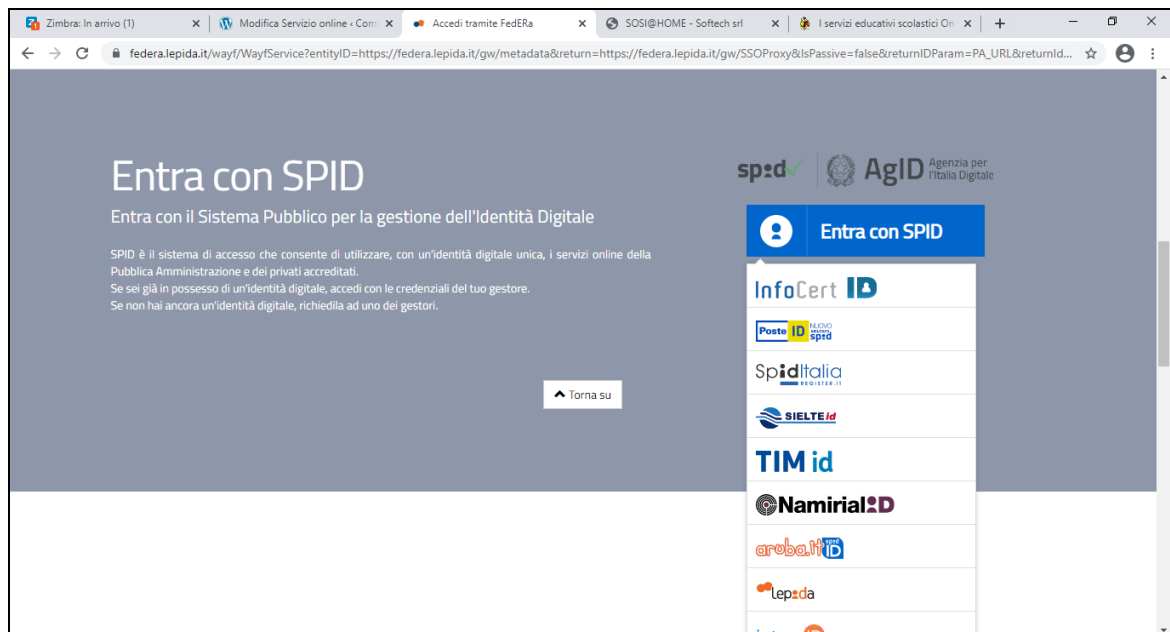 Zimbra: In arrivo (1)
Modifica Servizio online ‹ Com
Accedi tramite FedERa
SOSI@HOME - Softech srl
I servizi educativi scolastici On
federa.lepida.it/wayf/WayfService?entityID=https://federa.lepida.it/gw/metadata&return=https://federa.lepida.it/gw/SSOProxy&IsPassive=false&returnIDParam=PA_URL&returnId...
Entra con SPID
Entra con il Sistema Pubblico per la gestione dell'Identità Digitale
SPID è il sistema di accesso che consente di utilizzare, con un'identità digitale unica, i servizi online della
Pubblica Amministrazione e dei privati accreditati.
Se sei già in possesso di un'identità digitale, accedi con le credenziali del tuo gestore.
Se non hai ancora un'identità digitale, richiedila ad uno dei gestori.
Torna su
spid
AgID
Agenzia per
l'Italia Digitale
Entra con SPID
InfoCert ID
Poste ID NUOVO
spid
SpidItalia
REGISTER.IT
SIELTE id
TIM id
Namirial ID
aruba.it spid
ID
Lepida